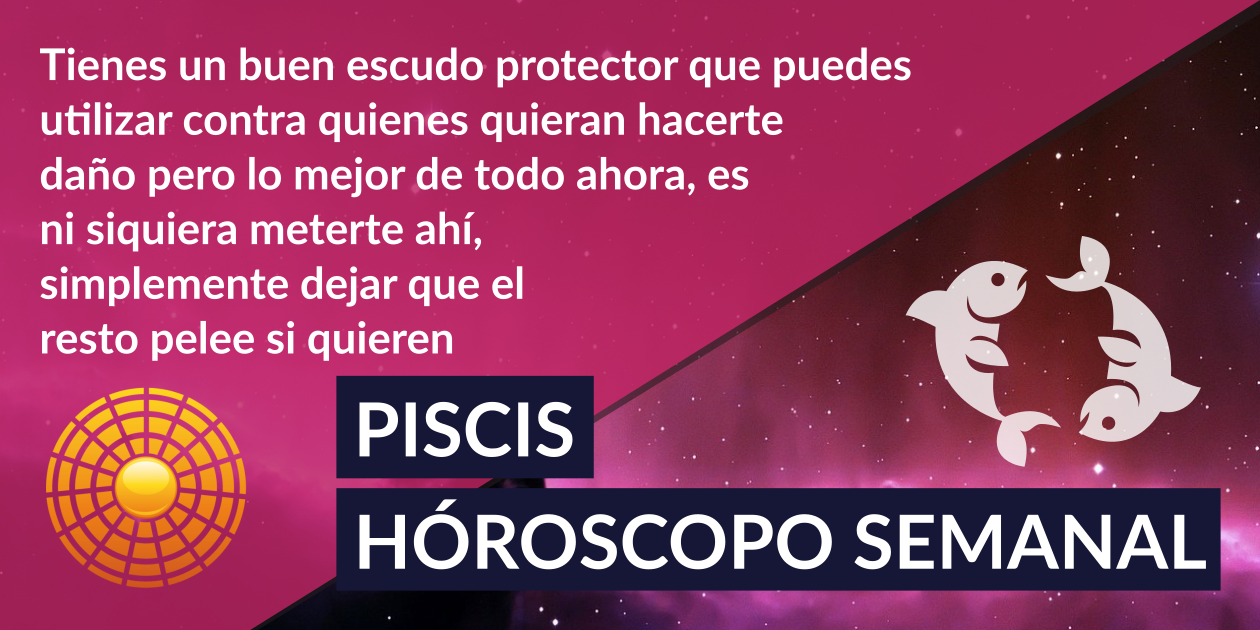 Tienes un buen escudo protector que puedes
utilizar contra quienes quieran hacerte
daño pero lo mejor de todo ahora, es
ni siquiera meterte ahí,
simplemente dejar que el
resto pelee si quieren
PISCIS
HÓROSCOPO SEMANAL